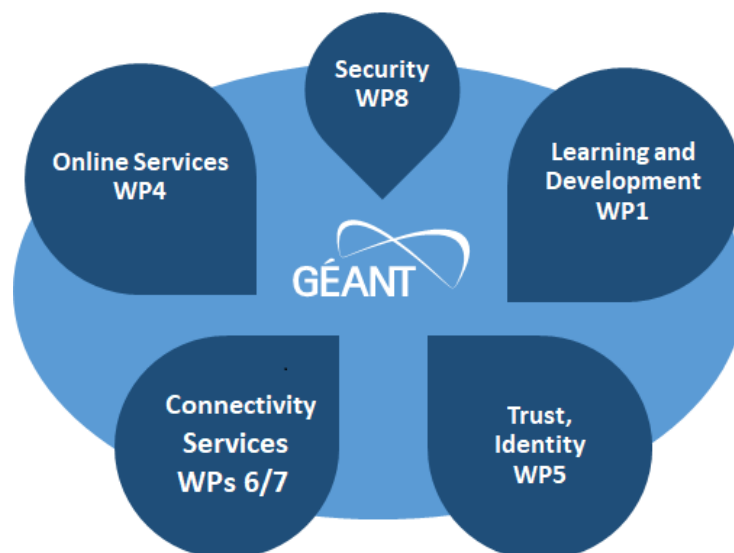 Security
WP8
Online Services
WP4
Learning and
Development
WP1
GÉANT
Connectivity
Services
WPs 6/7
Trust,
Identity
WP5